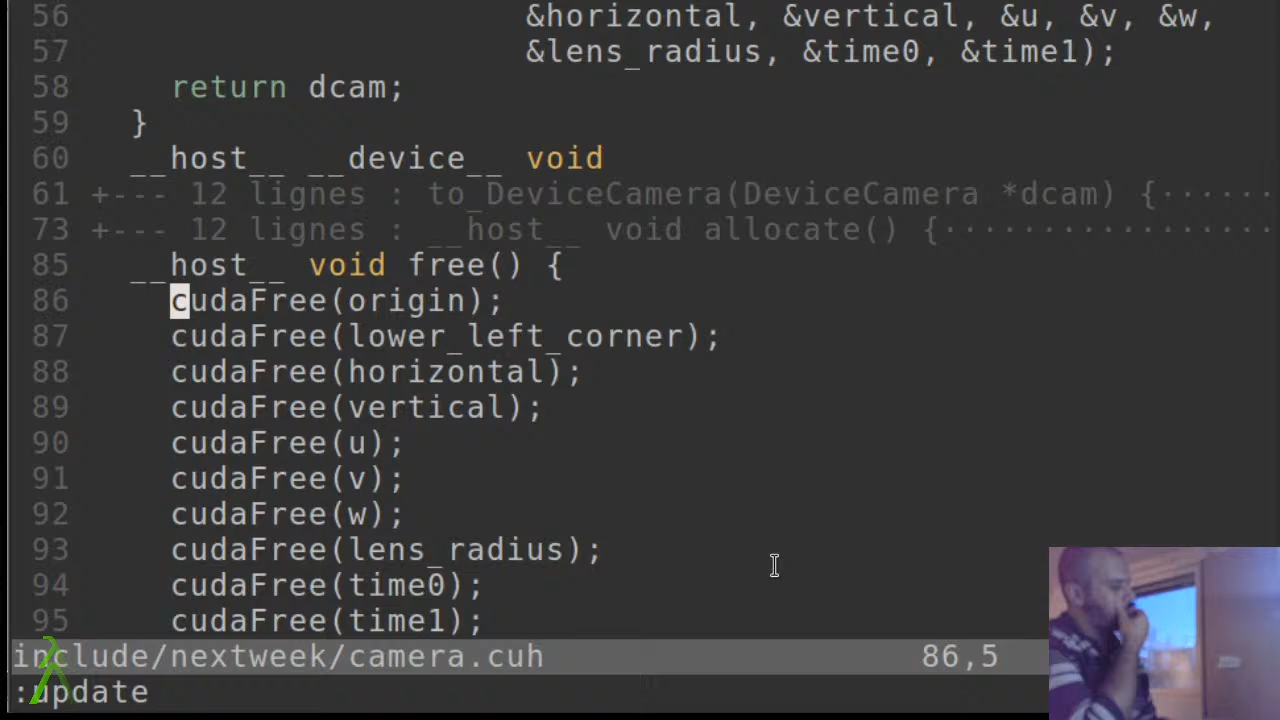 56 &horizontal, &vertical, &u, &v, &w,
57 &lens_radius, &time0, &time1);
58 return dcam;
59 }
60 __host__ __device__ void
61 +--- 12 lignes : to_DeviceCamera(DeviceCamera *dcam) {······
73 +--- 12 lignes : __host__ void allocate() {·················
85 __host__ void free() {
86 cudaFree(origin);
87 cudaFree(lower_left_corner);
88 cudaFree(horizontal);
89 cudaFree(vertical);
90 cudaFree(u);
91 cudaFree(v);
92 cudaFree(w);
93 cudaFree(lens_radius);
94 cudaFree(time0);
95 cudaFree(time1);
include/nextweek/camera.cuh 86,5
:update
λ